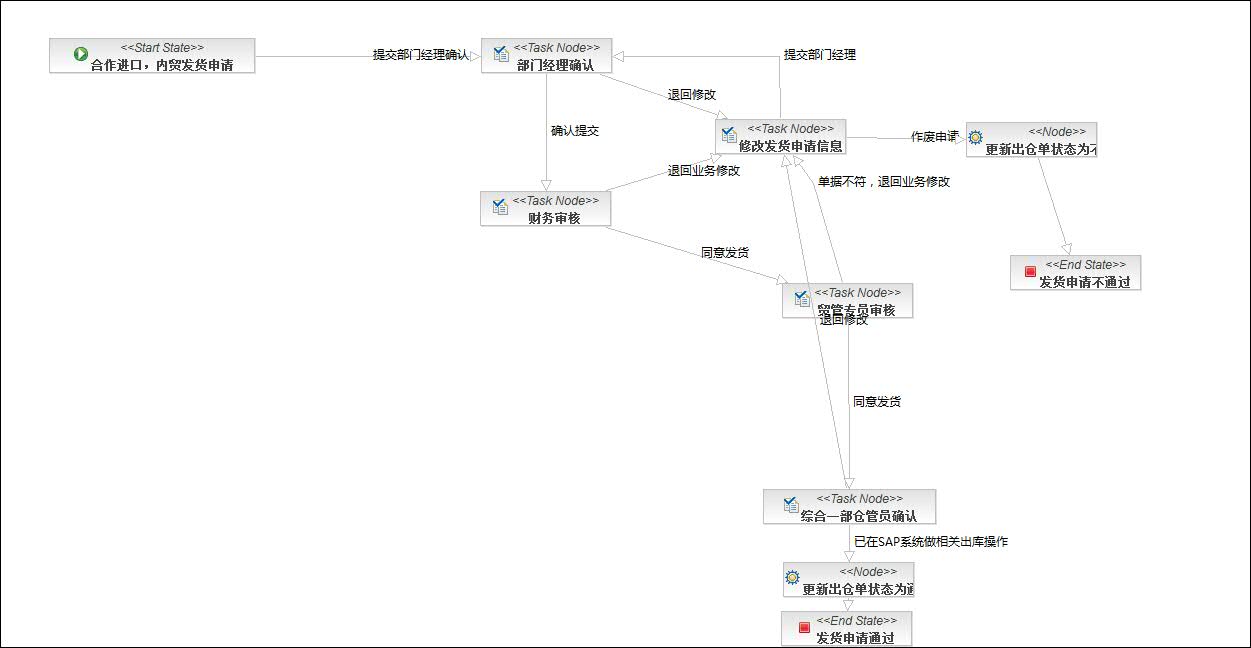 <<Start State>>
合作进口，内贸发货申请
提交部门经理确认
<<Task Node>>
部门经理确认
提交部门经理
退回修改
确认提交
<<Task Node>>
修改发货申请信息
作废申请
<<Node>>
更新出仓单状态为不
退回业务修改
单据不符，退回业务修改
<<Task Node>>
财务审核
同意发货
<<End State>>
发货申请不通过
<<Task Node>>
贸管专员审核
退回修改
同意发货
<<Task Node>>
综合一部仓管员确认
已在SAP系统做相关出库操作
<<Node>>
更新出仓单状态为通
<<End State>>
发货申请通过